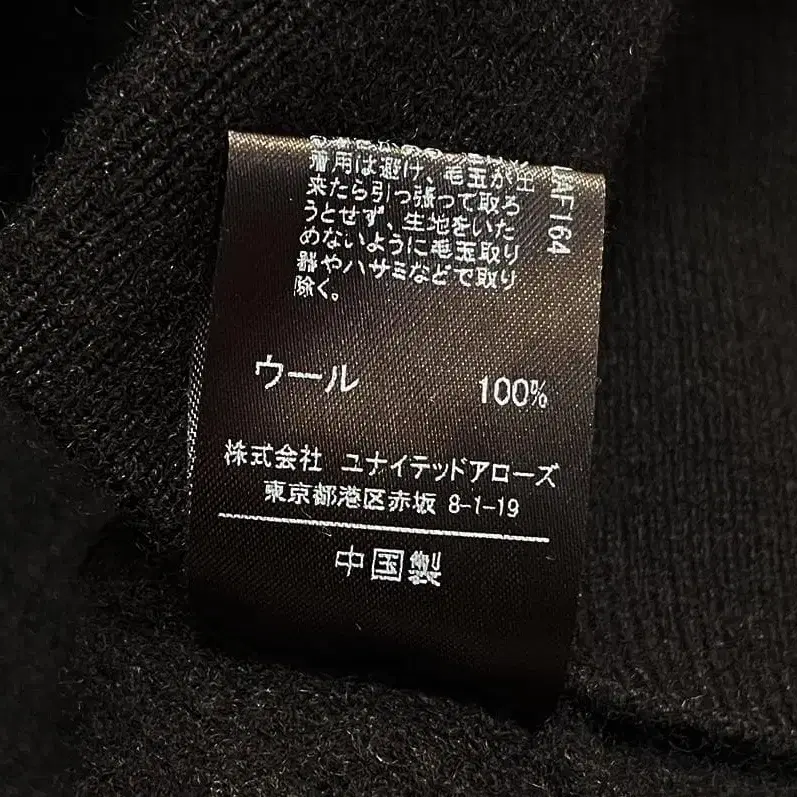 着用は避け、毛玉が出
来たら引っ張って取ろ
うとせず、生地をいた
めないように毛玉取り
器やハサミなどで取り
除く。
UAF164
ウール 100%
株式会社 ユナイテッドアローズ
東京都港区赤坂 8-1-19
中国製